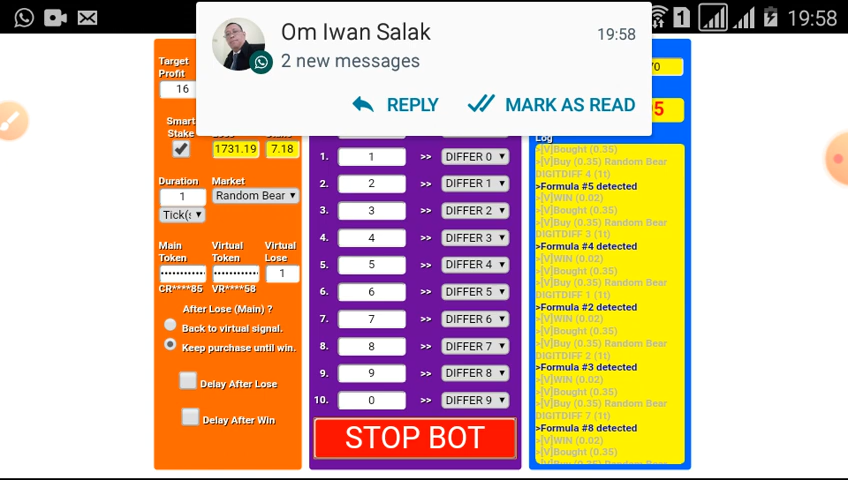 19:58
Om Iwan Salak
19:58
2 new messages
REPLY
MARK AS READ
Target
Profit
16
Smart
Stake
1731.19
7.18
Duration
1
Tick(s
Market
Random Bear
Main
Token
CR****85
Virtual
Token
VR****58
Virtual
Lose
1
After Lose (Main) ?
Back to virtual signal.
Keep purchase until win.
Delay After Lose
Delay After Win
1. 1 >> DIFFER 0
2. 2 >> DIFFER 1
3. 3 >> DIFFER 2
4. 4 >> DIFFER 3
5. 5 >> DIFFER 4
6. 6 >> DIFFER 5
7. 7 >> DIFFER 6
8. 8 >> DIFFER 7
9. 9 >> DIFFER 8
10. 0 >> DIFFER 9
STOP BOT
Log
>[V]Bought (0.35)
>[V]Buy (0.35) Random Bear
DIGITDIFF 4 (1t)
>Formula #5 detected
>[V]WIN (0.02)
>[V]Bought (0.35)
>[V]Buy (0.35) Random Bear
DIGITDIFF 3 (1t)
>Formula #4 detected
>[V]WIN (0.02)
>[V]Bought (0.35)
>[V]Buy (0.35) Random Bear
DIGITDIFF 1 (1t)
>Formula #2 detected
>[V]WIN (0.02)
>[V]Bought (0.35)
>[V]Buy (0.35) Random Bear
DIGITDIFF 2 (1t)
>Formula #3 detected
>[V]WIN (0.02)
>[V]Bought (0.35)
>[V]Buy (0.35) Random Bear
DIGITDIFF 7 (1t)
>Formula #8 detected
>[V]WIN (0.02)
>[V]Bought (0.35)
>[V]Buy (0.35) Random Bear